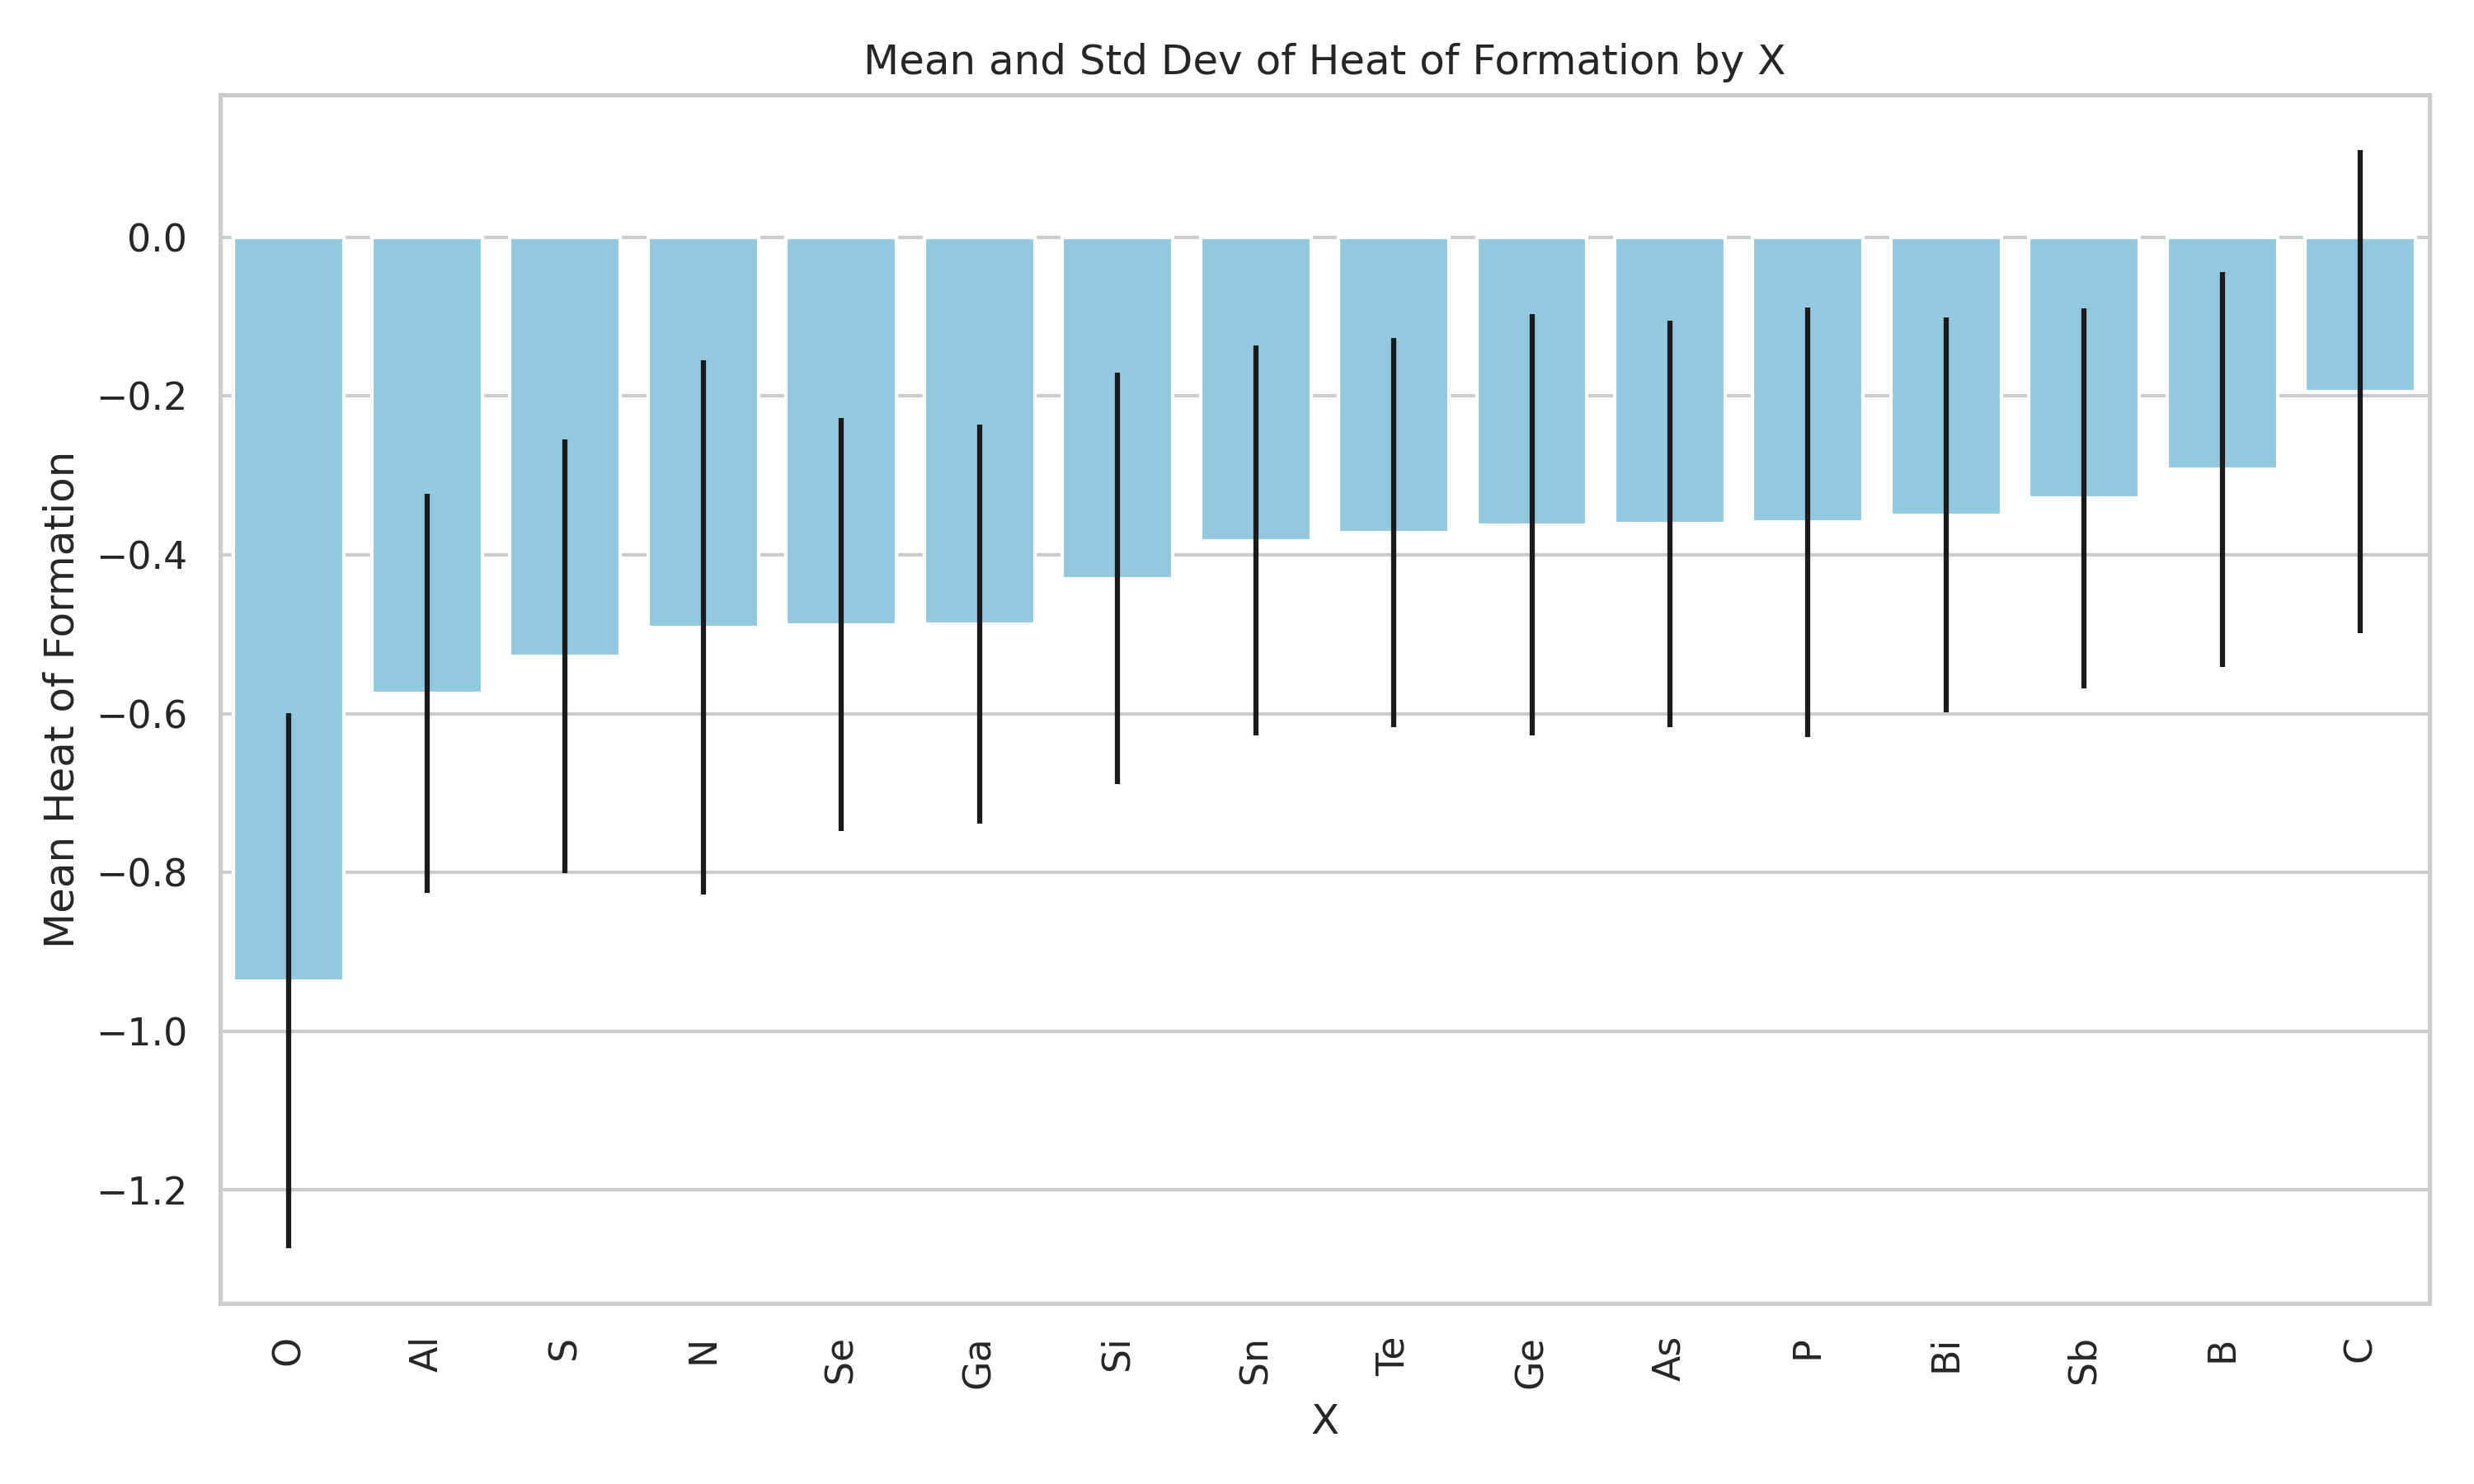 Mean and Std Dev of Heat of Formation by X
Mean Heat of Formation
0.0
−0.2
−0.4
−0.6
−0.8
−1.0
−1.2
O
Al
S
N
Se
Ga
Si
Sn
Te
Ge
As
P
Bi
Sb
B
C
X